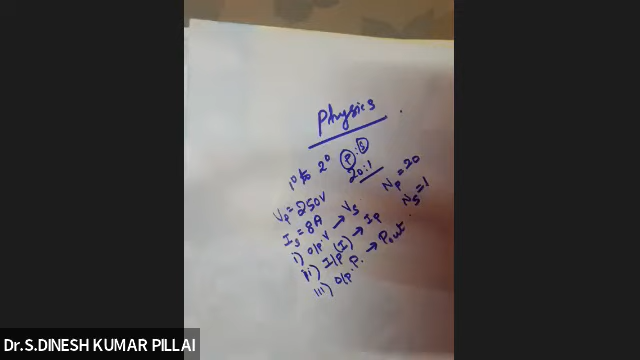 Physics
1° to 2° P : S
20:1
Np = 20
Ns = 1
Vp = 250V
Is = 8A
i) O/P V → Vs
ii) I/P (I) → Ip
iii) O/P P. → Pout
Dr.S.DINESH KUMAR PILLAI